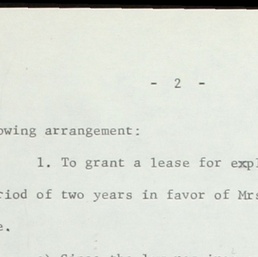 - 2 -
owing arrangement:
1. To grant a lease for expl
riod of two years in favor of Mrs
e.